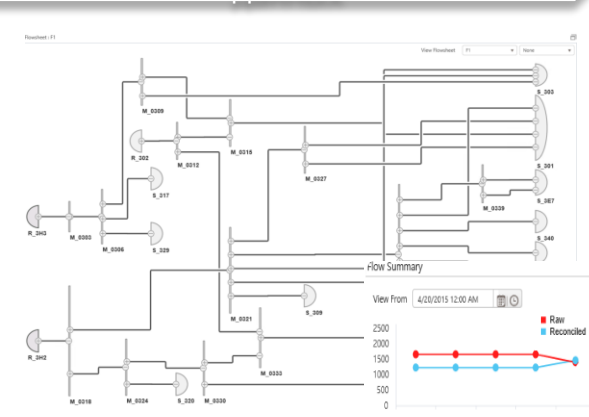 Flowsheet : F1
View Flowsheet F1 None
S_303
M_0309
M_0315
R_302
M_0312
S_301
M_0327
S_317
S_3E7
M_0339
R_3H3
M_0303
M_0306
S_329
S_340
Flow Summary
View From 4/20/2015 12:00 AM
M_0321
S_309
Raw
Reconciled
2500
2000
1500
1000
500
0
R_3H2
M_0333
M_0318
M_0324
S_320
M_0330